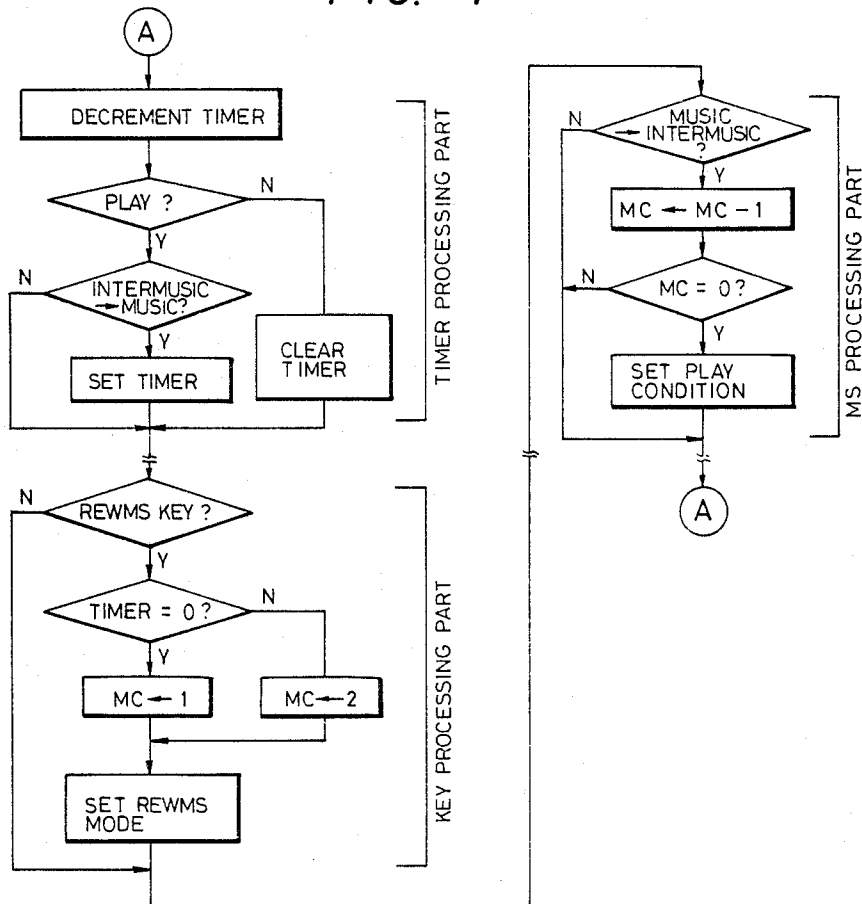 A
DECREMENT TIMER
PLAY ?
N
Y
N
INTERMUSIC
→ MUSIC?
Y
SET TIMER
CLEAR
TIMER
TIMER PROCESSING PART
N
REWMS KEY ?
Y
TIMER = 0 ?
N
Y
MC ← 1
MC ← 2
SET REWMS
MODE
KEY PROCESSING PART
N
MUSIC
→ INTERMUSIC
?
Y
MC ← MC - 1
N
MC = 0 ?
Y
SET PLAY
CONDITION
MS PROCESSING PART
A